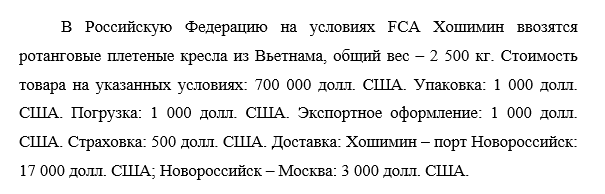 В Российскую Федерацию на условиях FCA Хошимин ввозятся
ротанговые плетеные кресла из Вьетнама, общий вес – 2 500 кг. Стоимость
товара на указанных условиях: 700 000 долл. США. Упаковка: 1 000 долл.
США. Погрузка: 1 000 долл. США. Экспортное оформление: 1 000 долл.
США. Страховка: 500 долл. США. Доставка: Хошимин – порт Новороссийск:
17 000 долл. США; Новороссийск – Москва: 3 000 долл. США.